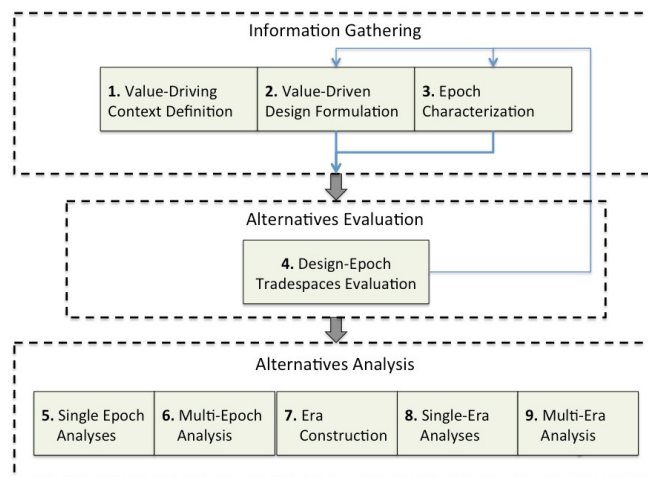 Information Gathering
1. Value-Driving
Context Definition
2. Value-Driven
Design Formulation
3. Epoch
Characterization
Alternatives Evaluation
4. Design-Epoch
Tradespaces Evaluation
Alternatives Analysis
5. Single Epoch
Analyses
6. Multi-Epoch
Analysis
7. Era
Construction
8. Single-Era
Analyses
9. Multi-Era
Analysis